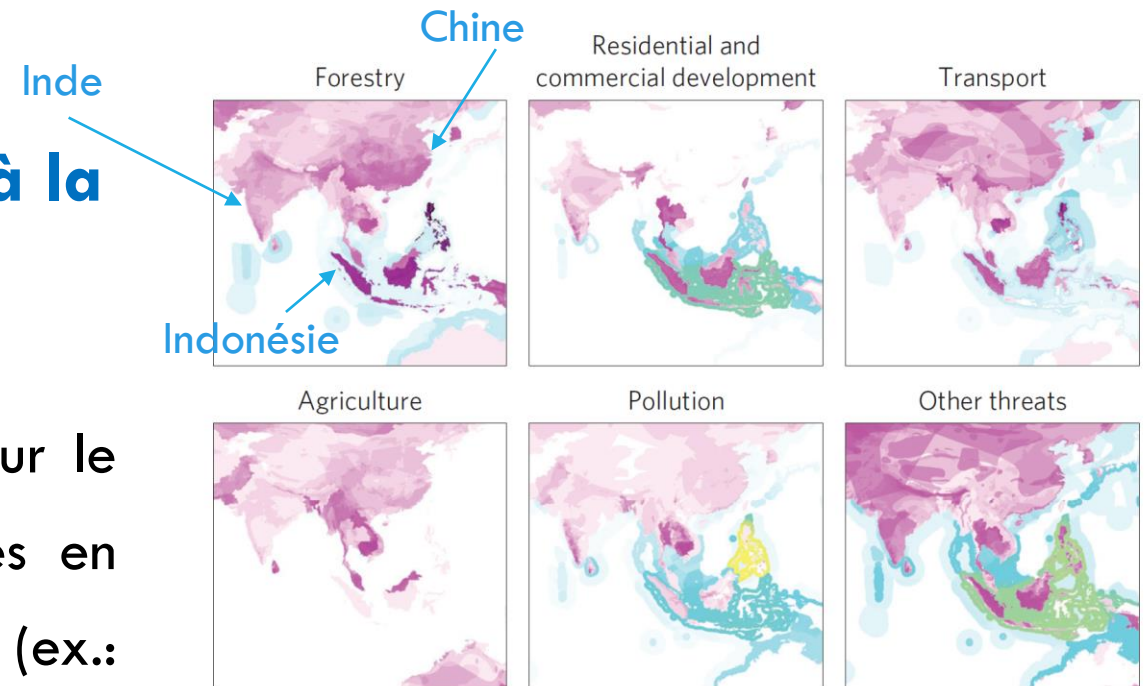 Chine
Inde
Residential and
commercial development
Forestry
Transport
à la
Indonésie
Agriculture
Pollution
Other threats
ur le
es en
(ex.: